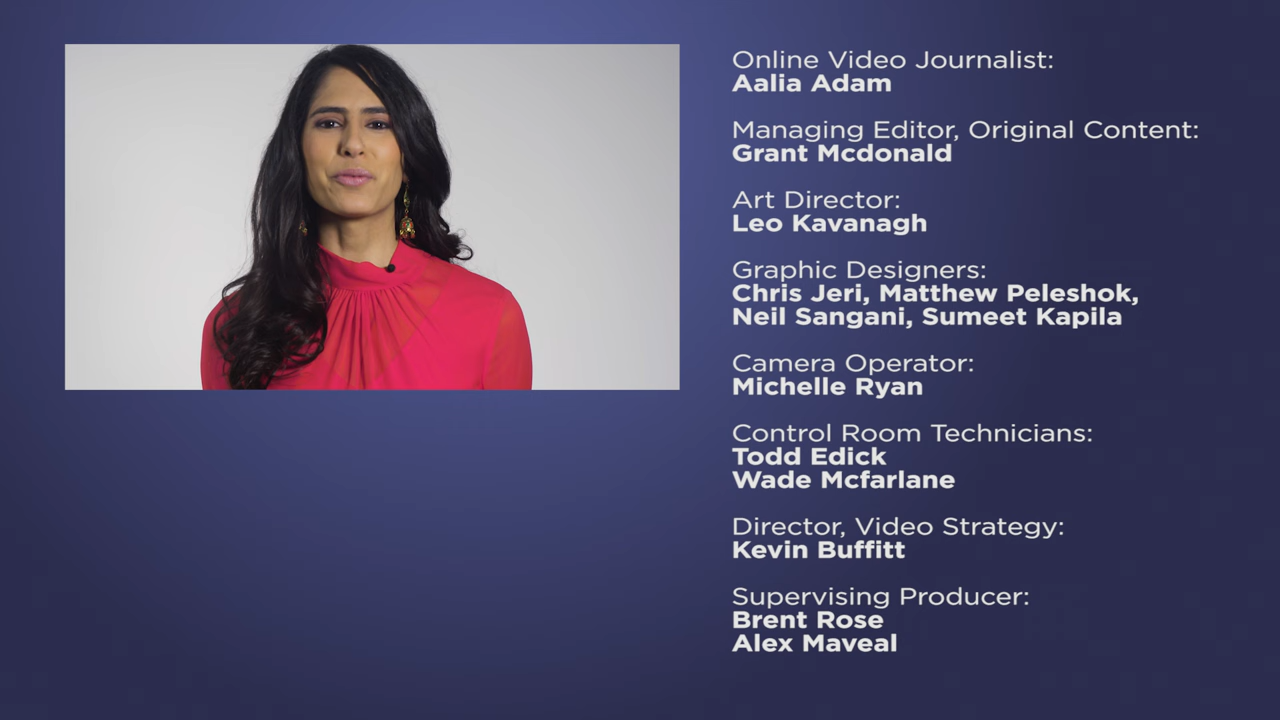 Online Video Journalist:
Aalia Adam
Managing Editor, Original Content:
Grant Mcdonald
Art Director:
Leo Kavanagh
Graphic Designers:
Chris Jeri, Matthew Peleshok,
Neil Sangani, Sumeet Kapila
Camera Operator:
Michelle Ryan
Control Room Technicians:
Todd Edick
Wade Mcfarlane
Director, Video Strategy:
Kevin Buffitt
Supervising Producer:
Brent Rose
Alex Maveal